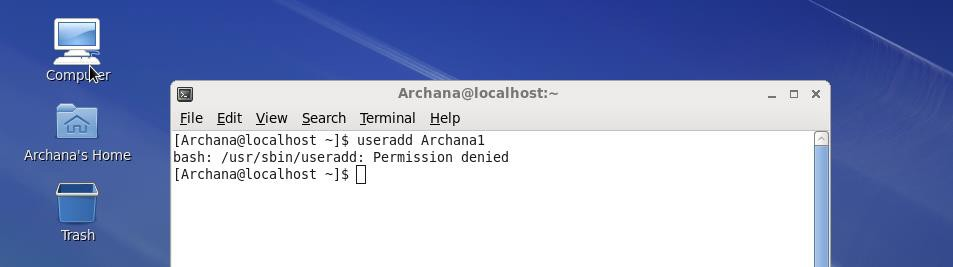 Computer
Archana's Home
Trash
Archana@localhost:~
File Edit View Search Terminal Help
[Archana@localhost ~]$ useradd Archana1
bash: /usr/sbin/useradd: Permission denied
[Archana@localhost ~]$